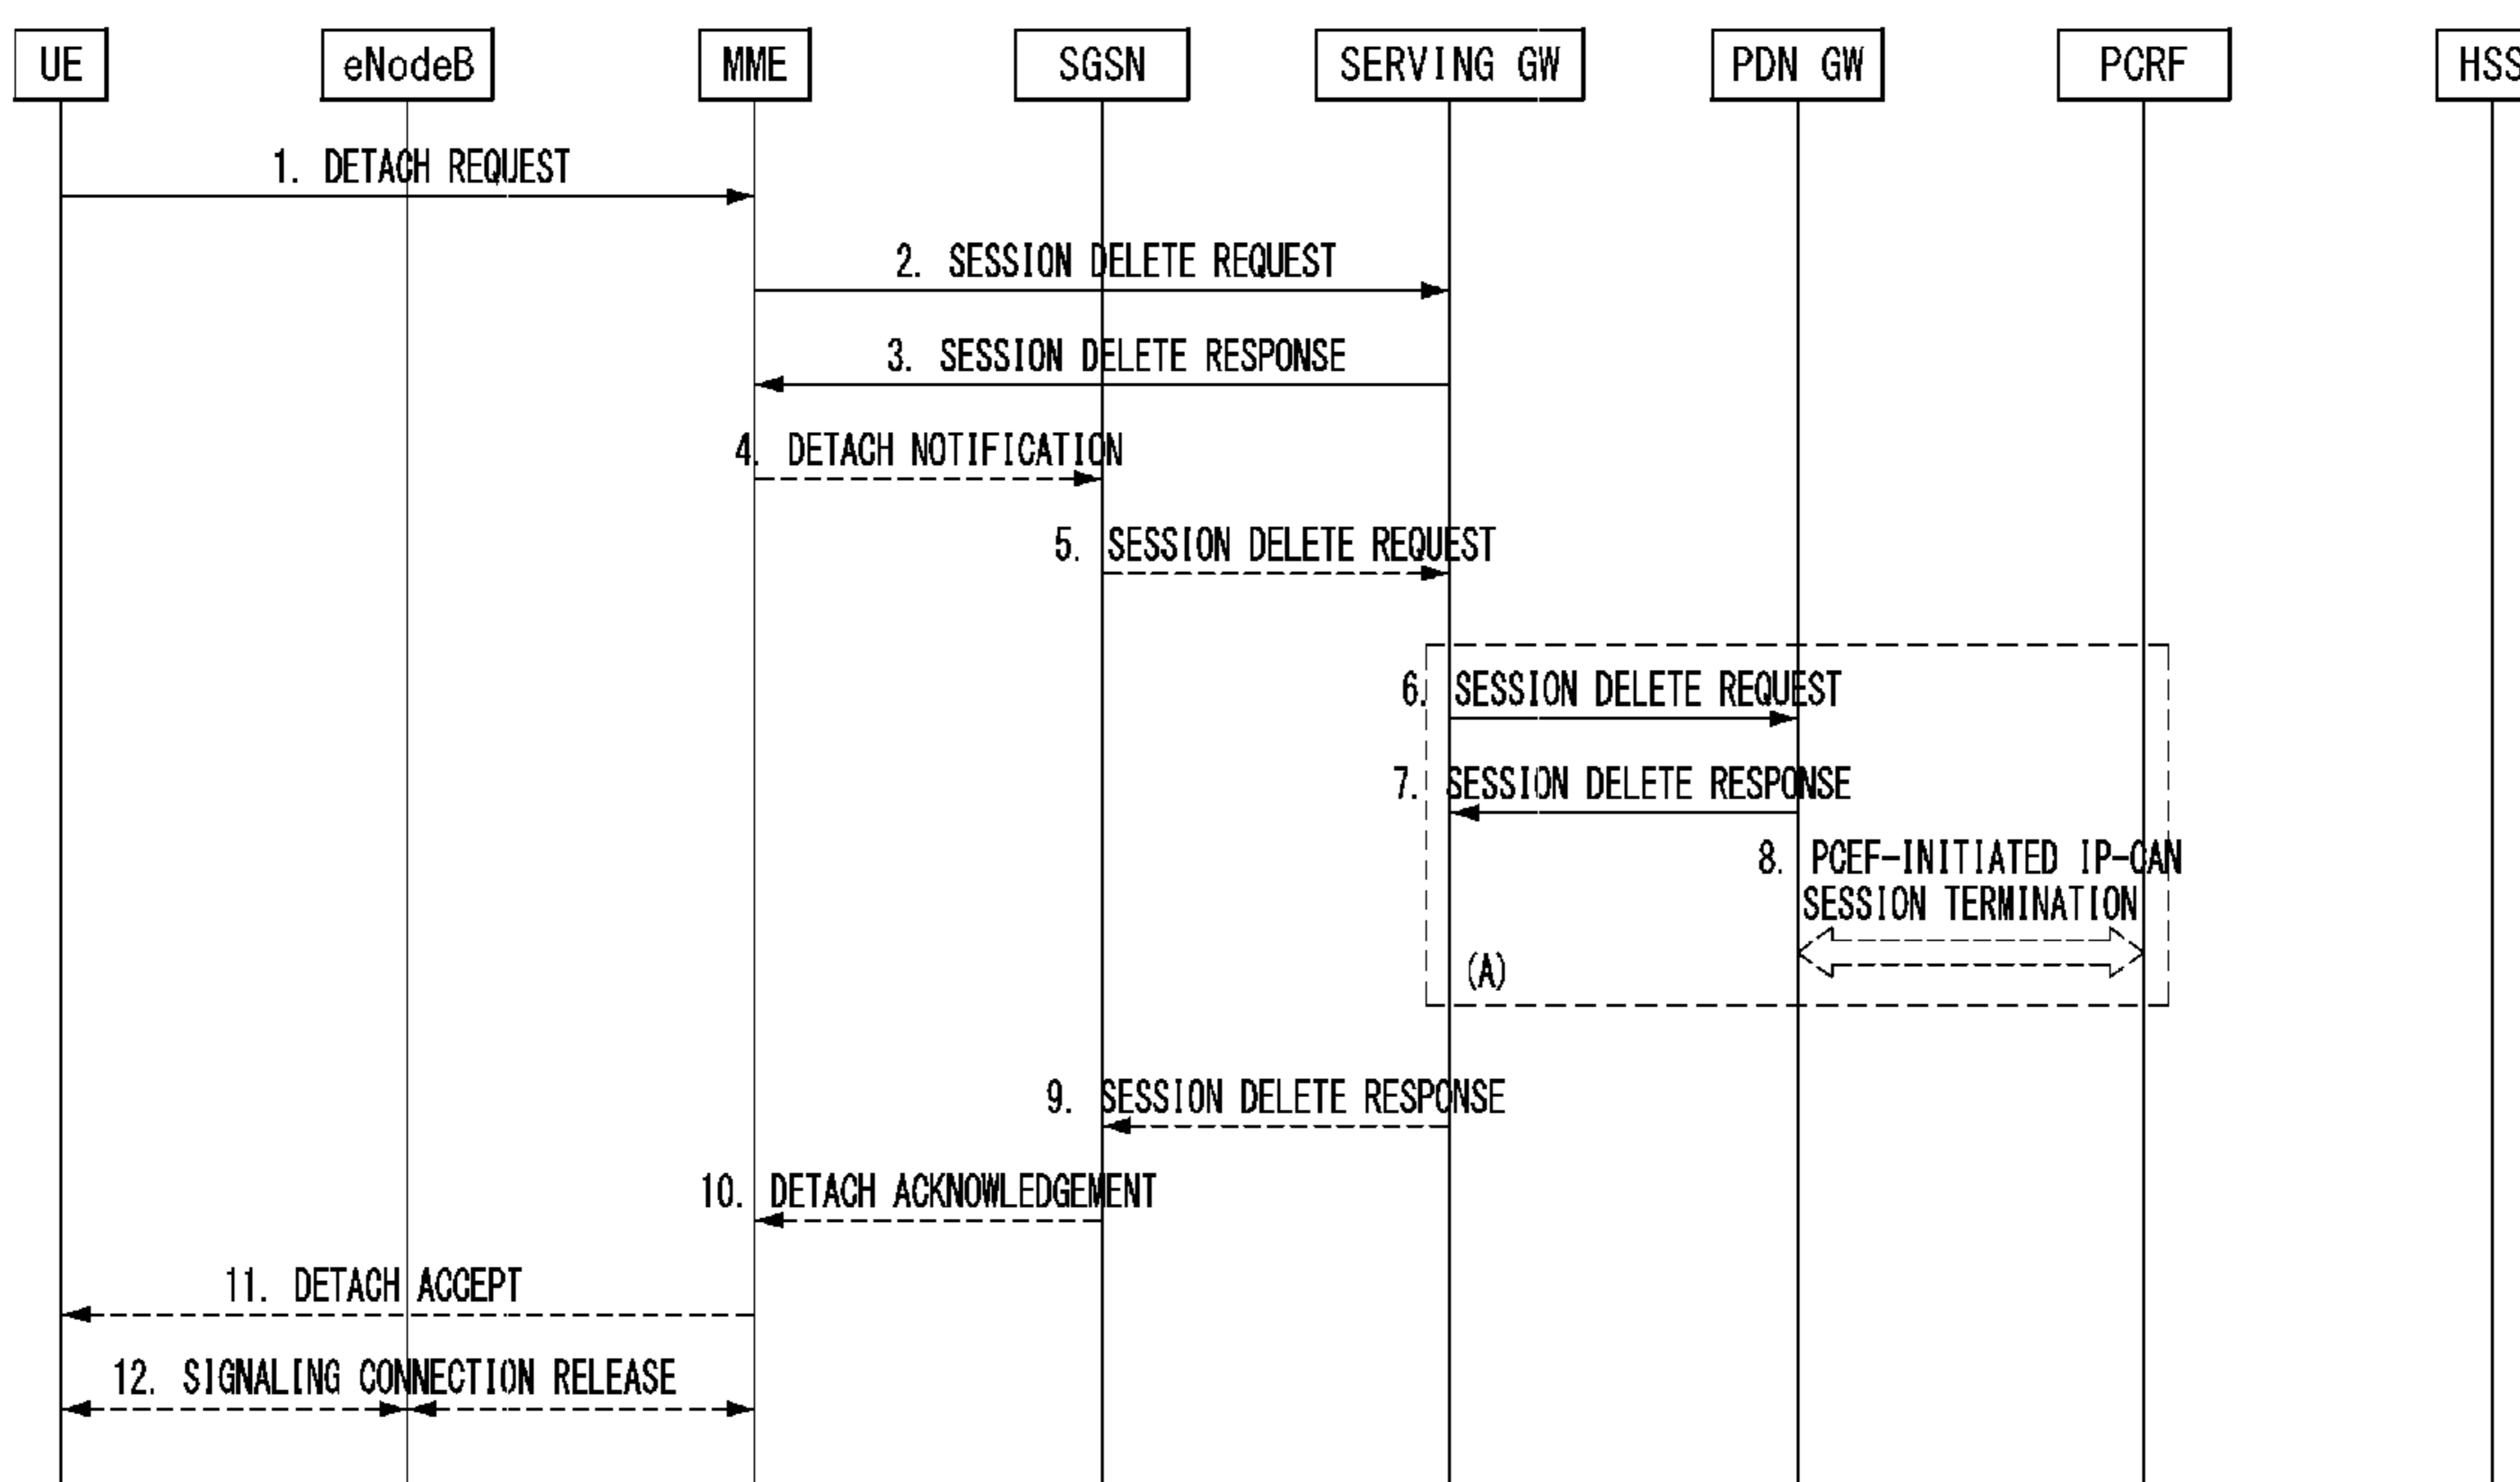 UE
eNodeB
MME
SGSN
SERVING GW
PDN GW
PCRF
HSS
1. DETACH REQUEST
2. SESSION DELETE REQUEST
3. SESSION DELETE RESPONSE
4. DETACH NOTIFICATION
5. SESSION DELETE REQUEST
6. SESSION DELETE REQUEST
7. SESSION DELETE RESPONSE
8. PCEF-INITIATED IP-CAN
SESSION TERMINATION
(A)
9. SESSION DELETE RESPONSE
10. DETACH ACKNOWLEDGEMENT
11. DETACH ACCEPT
12. SIGNALING CONNECTION RELEASE